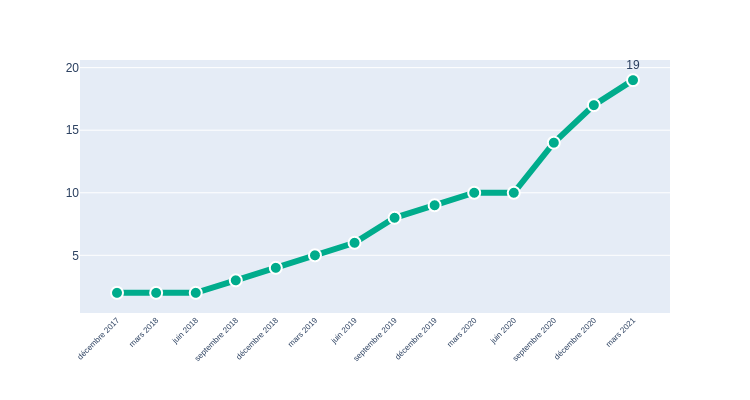 19
20
15
10
5
décembre 2017
mars 2018
juin 2018
septembre 2018
décembre 2018
mars 2019
juin 2019
septembre 2019
décembre 2019
mars 2020
juin 2020
septembre 2020
décembre 2020
mars 2021